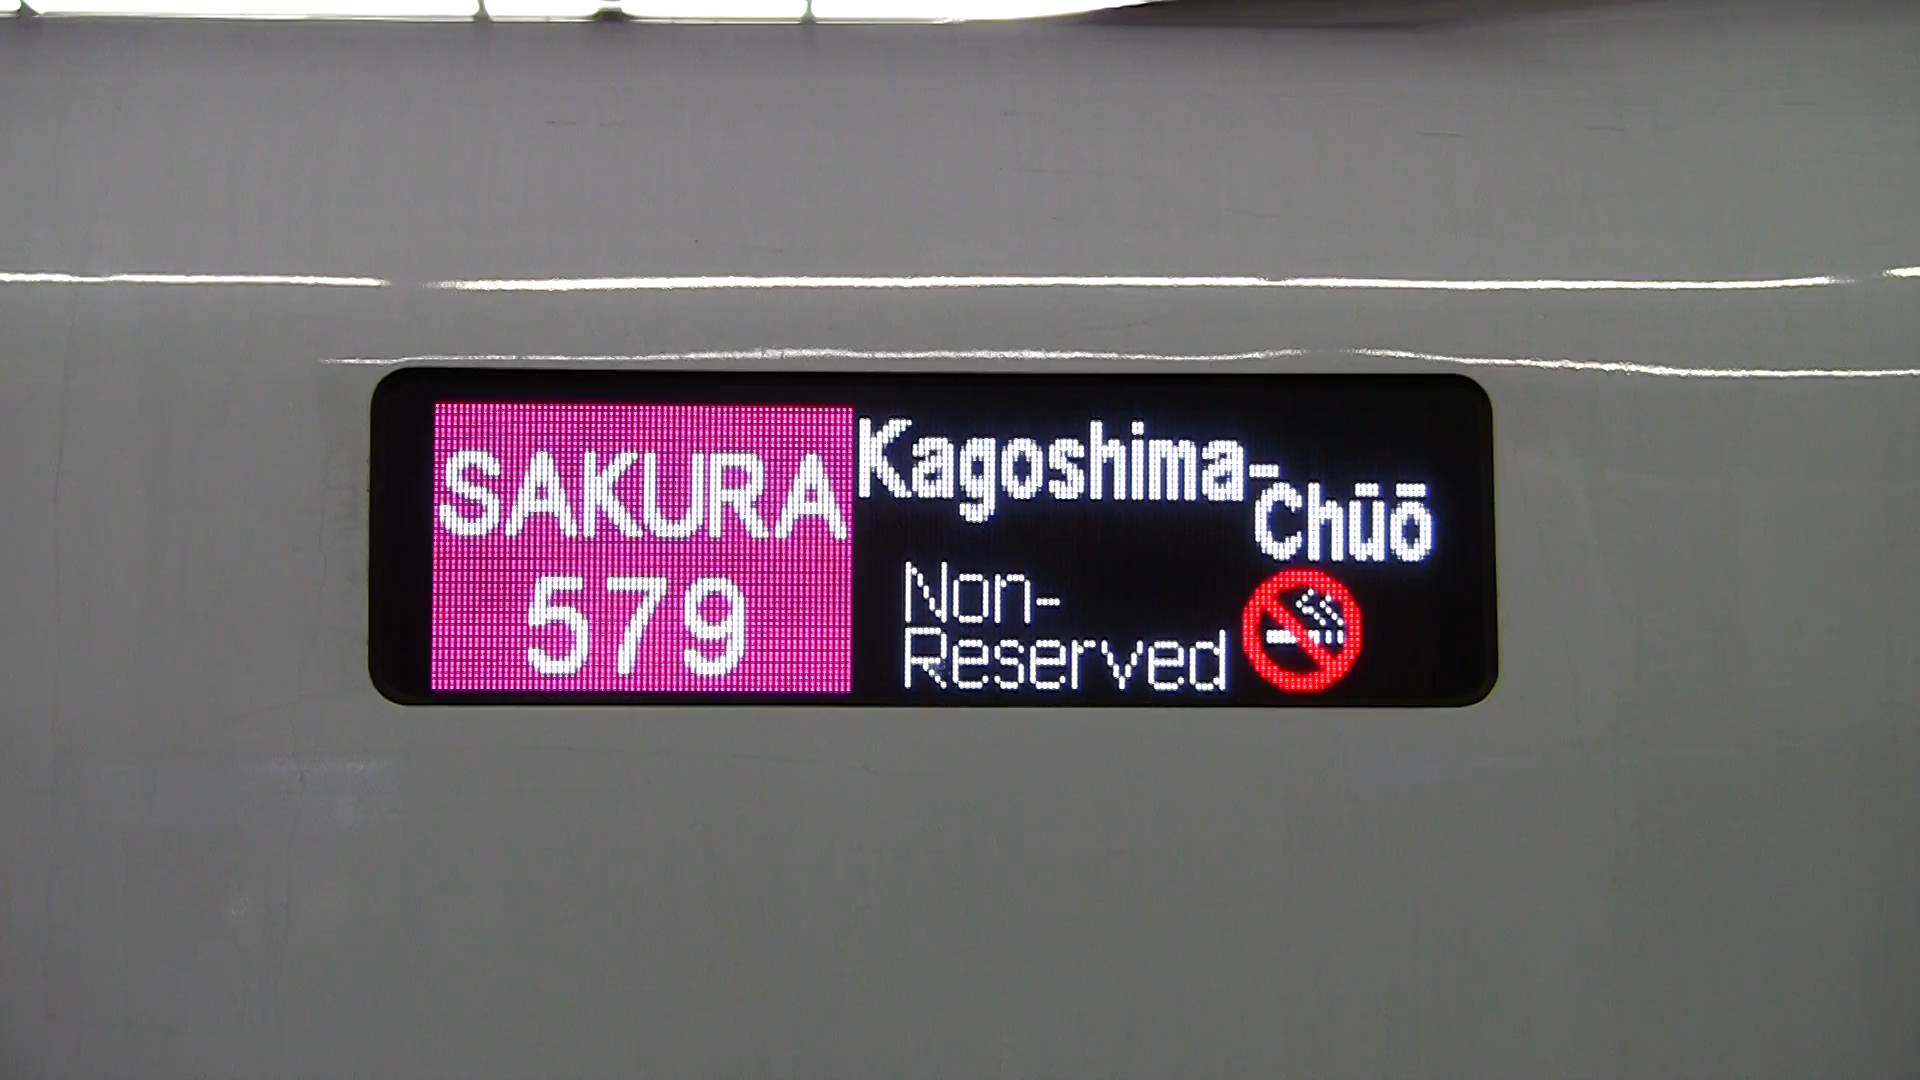 SAKURA
579
Kagoshima-
Chūō
Non-
Reserved